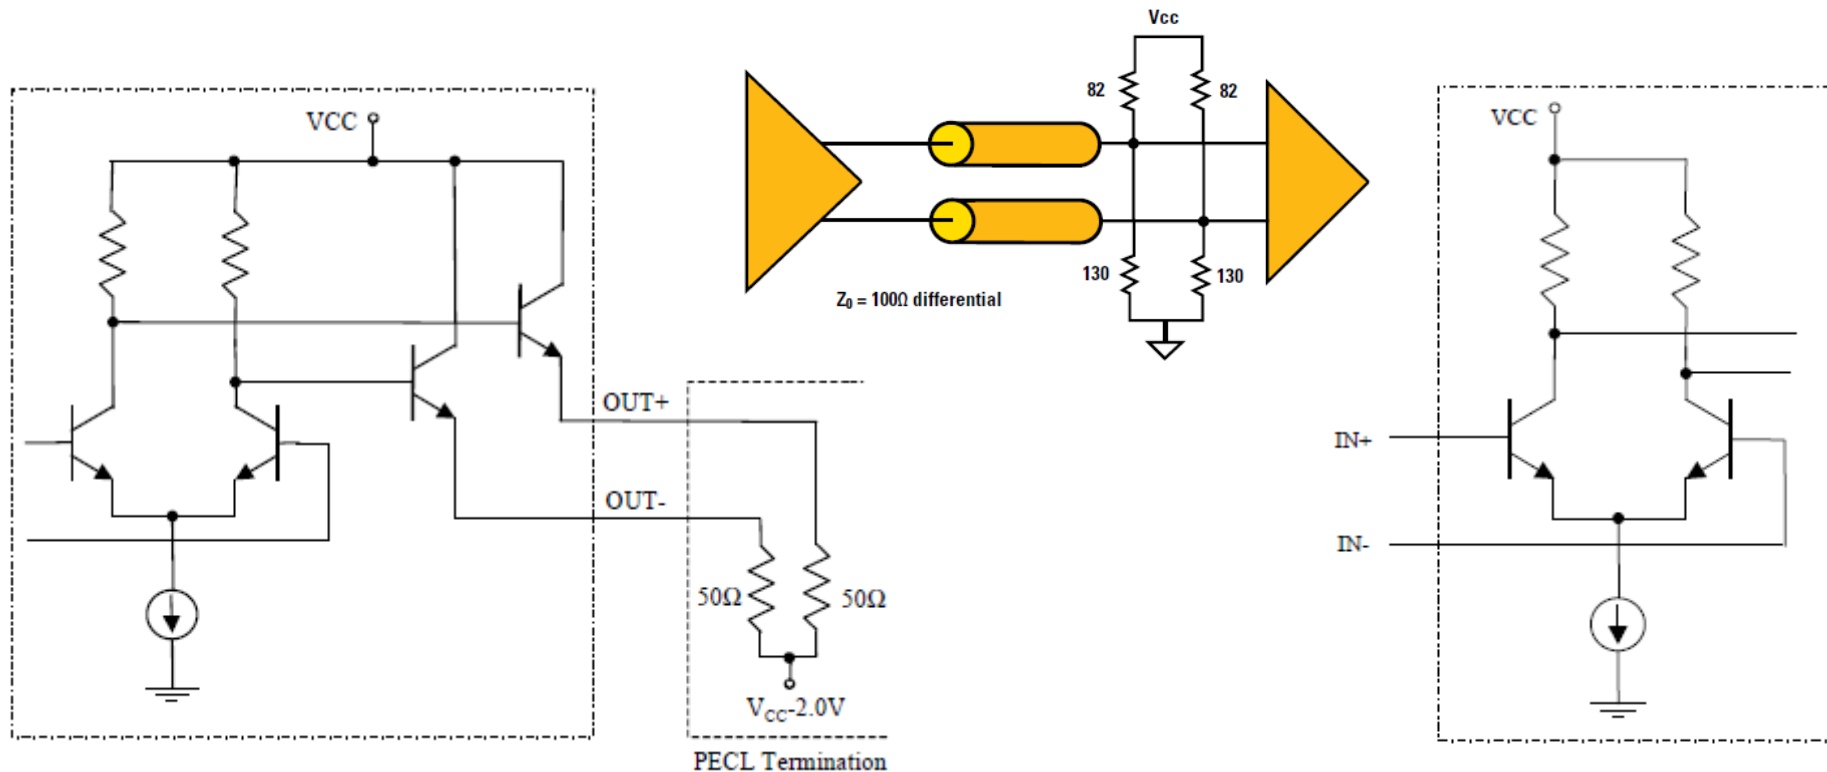 VCC
OUT+
OUT-
50Ω
50Ω
V_CC-2.0V
PECL Termination
Vcc
82
82
130
130
Z₀ = 100Ω differential
VCC
IN+
IN-